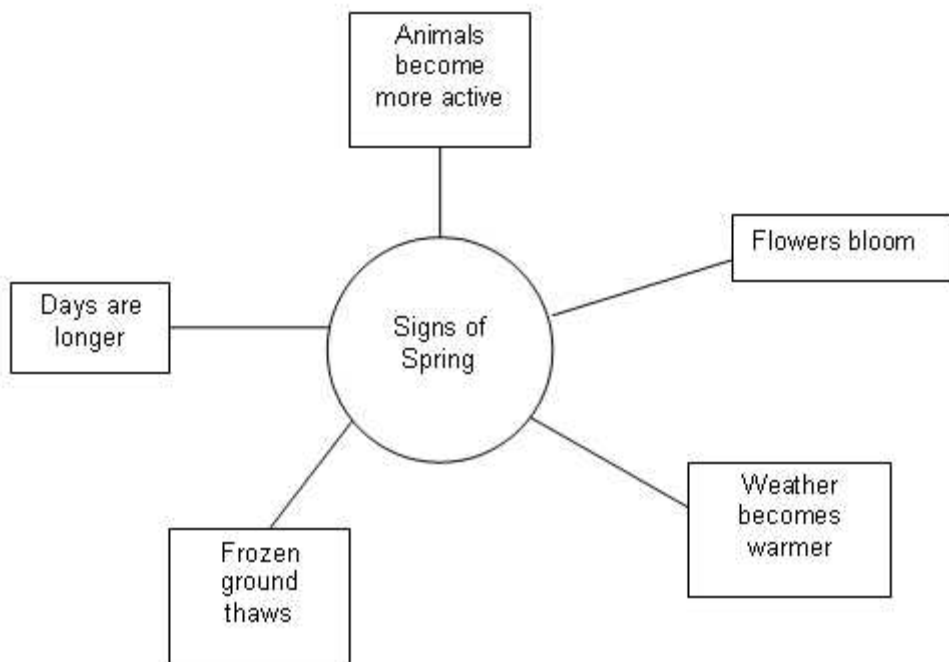 Animals
become
more active
Flowers bloom
Days are
longer
Signs of
Spring
Weather
becomes
warmer
Frozen
ground
thaws